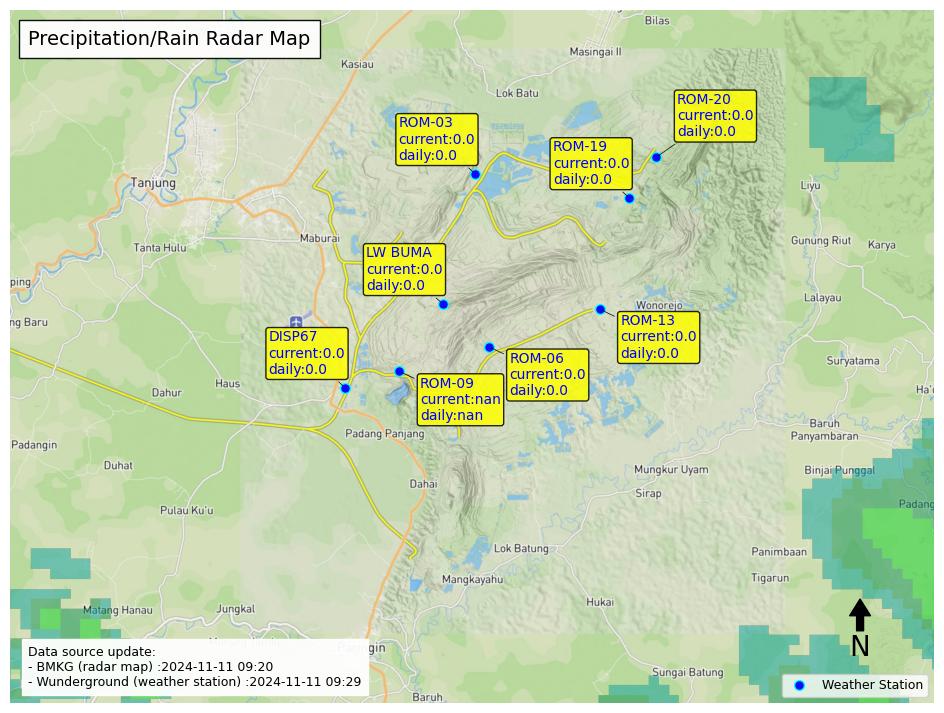 Precipitation/Rain Radar Map
Bilas
Masingai II
Kasiau
Lok Batu
ROM-20
current:0.0
daily:0.0
ROM-03
current:0.0
daily:0.0
ROM-19
current:0.0
daily:0.0
Tanjung
Liyu
Maburai
Tanta Hulu
Gunung Riut
Karya
LW BUMA
current:0.0
daily:0.0
ping
Lalayau
Wonorejo
ng Baru
ROM-13
current:0.0
daily:0.0
DISP67
current:0.0
daily:0.0
ROM-06
current:0.0
daily:0.0
Suryatama
Haus
Dahur
ROM-09
current:nan
daily:nan
Haruai
Baruh
Panyambaran
Padang Panjang
Padangin
Duhat
Mungkur Uyam
Binjai Punggal
Dahai
Sirap
Padang
Pulau Ku'u
Lok Batung
Panimbaan
Mangkayahu
Tigarun
Hukai
Matang Hanau
Jungkal
N
Sungai Batung
Baruh
Data source update:
- BMKG (radar map) :2024-11-11 09:20
- Wunderground (weather station) :2024-11-11 09:29
Weather Station